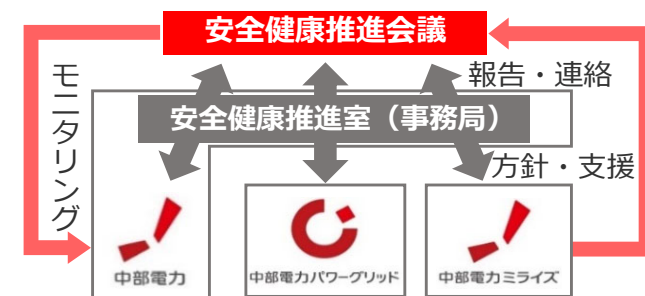 安全健康推進会議
モニタリング
報告・連絡
安全健康推進室（事務局）
方針・支援
中部電力
中部電力パワーグリッド
中部電力ミライズ